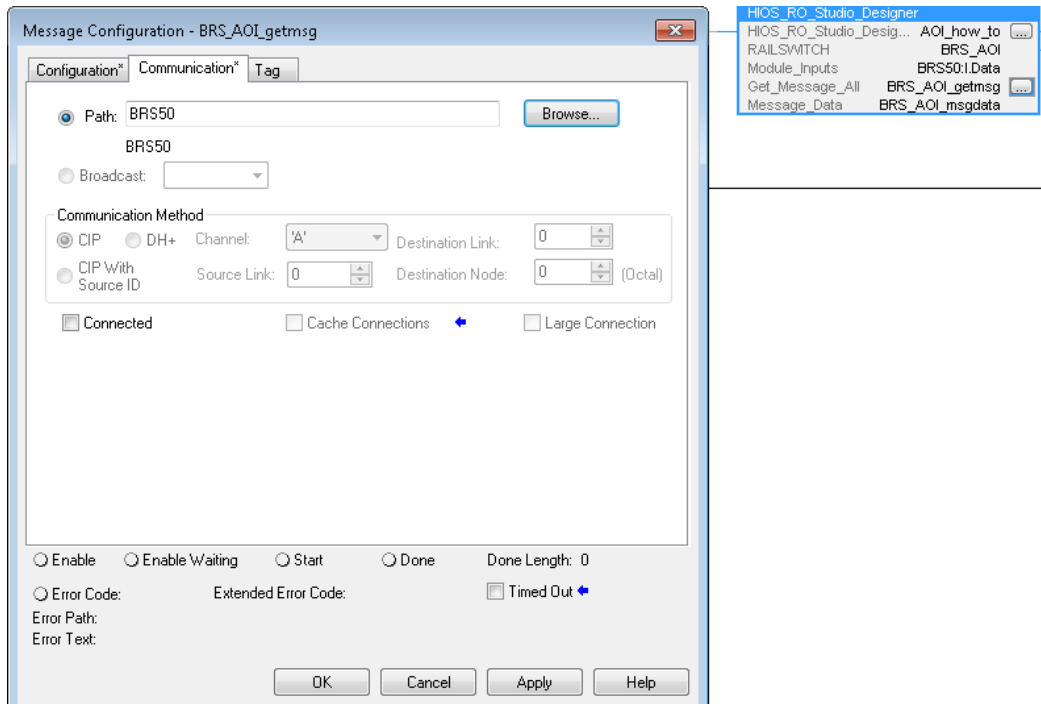 Message Configuration - BRS_AOI_getmsg
Configuration* Communication* Tag
Path: BRS50 Browse...
BRS50
Broadcast:
Communication Method
CIP DH+ Channel: 'A' Destination Link: 0
CIP With Source ID Source Link: 0 Destination Node: 0 (Octal)
Connected Cache Connections Large Connection
Enable Enable Waiting Start Done Done Length: 0
Error Code: Extended Error Code: Timed Out
Error Path:
Error Text:
OK Cancel Apply Help
HIOS_RO_Studio_Designer
HIOS_RO_Studio_Desig... AOI_how_to ...
RAILSWITCH BRS_AOI
Module_Inputs BRS50:I.Data
Get_Message_All BRS_AOI_getmsg ...
Message_Data BRS_AOI_msgdata